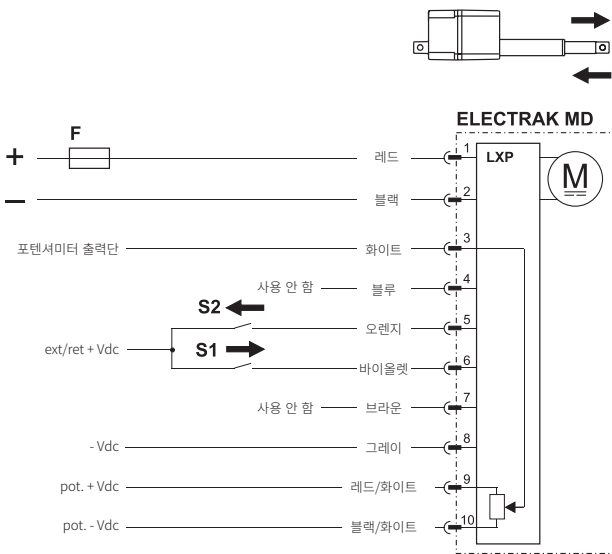 ELECTRAK MD
F
+ 레드 1 LXP
M
− 블랙 2
포텐셔미터 출력단 화이트 3
사용 안 함 블루 4
S2
오렌지 5
ext/ret + Vdc
S1
바이올렛 6
사용 안 함 브라운 7
- Vdc 그레이 8
pot. + Vdc 레드/화이트 9
pot. - Vdc 블랙/화이트 10